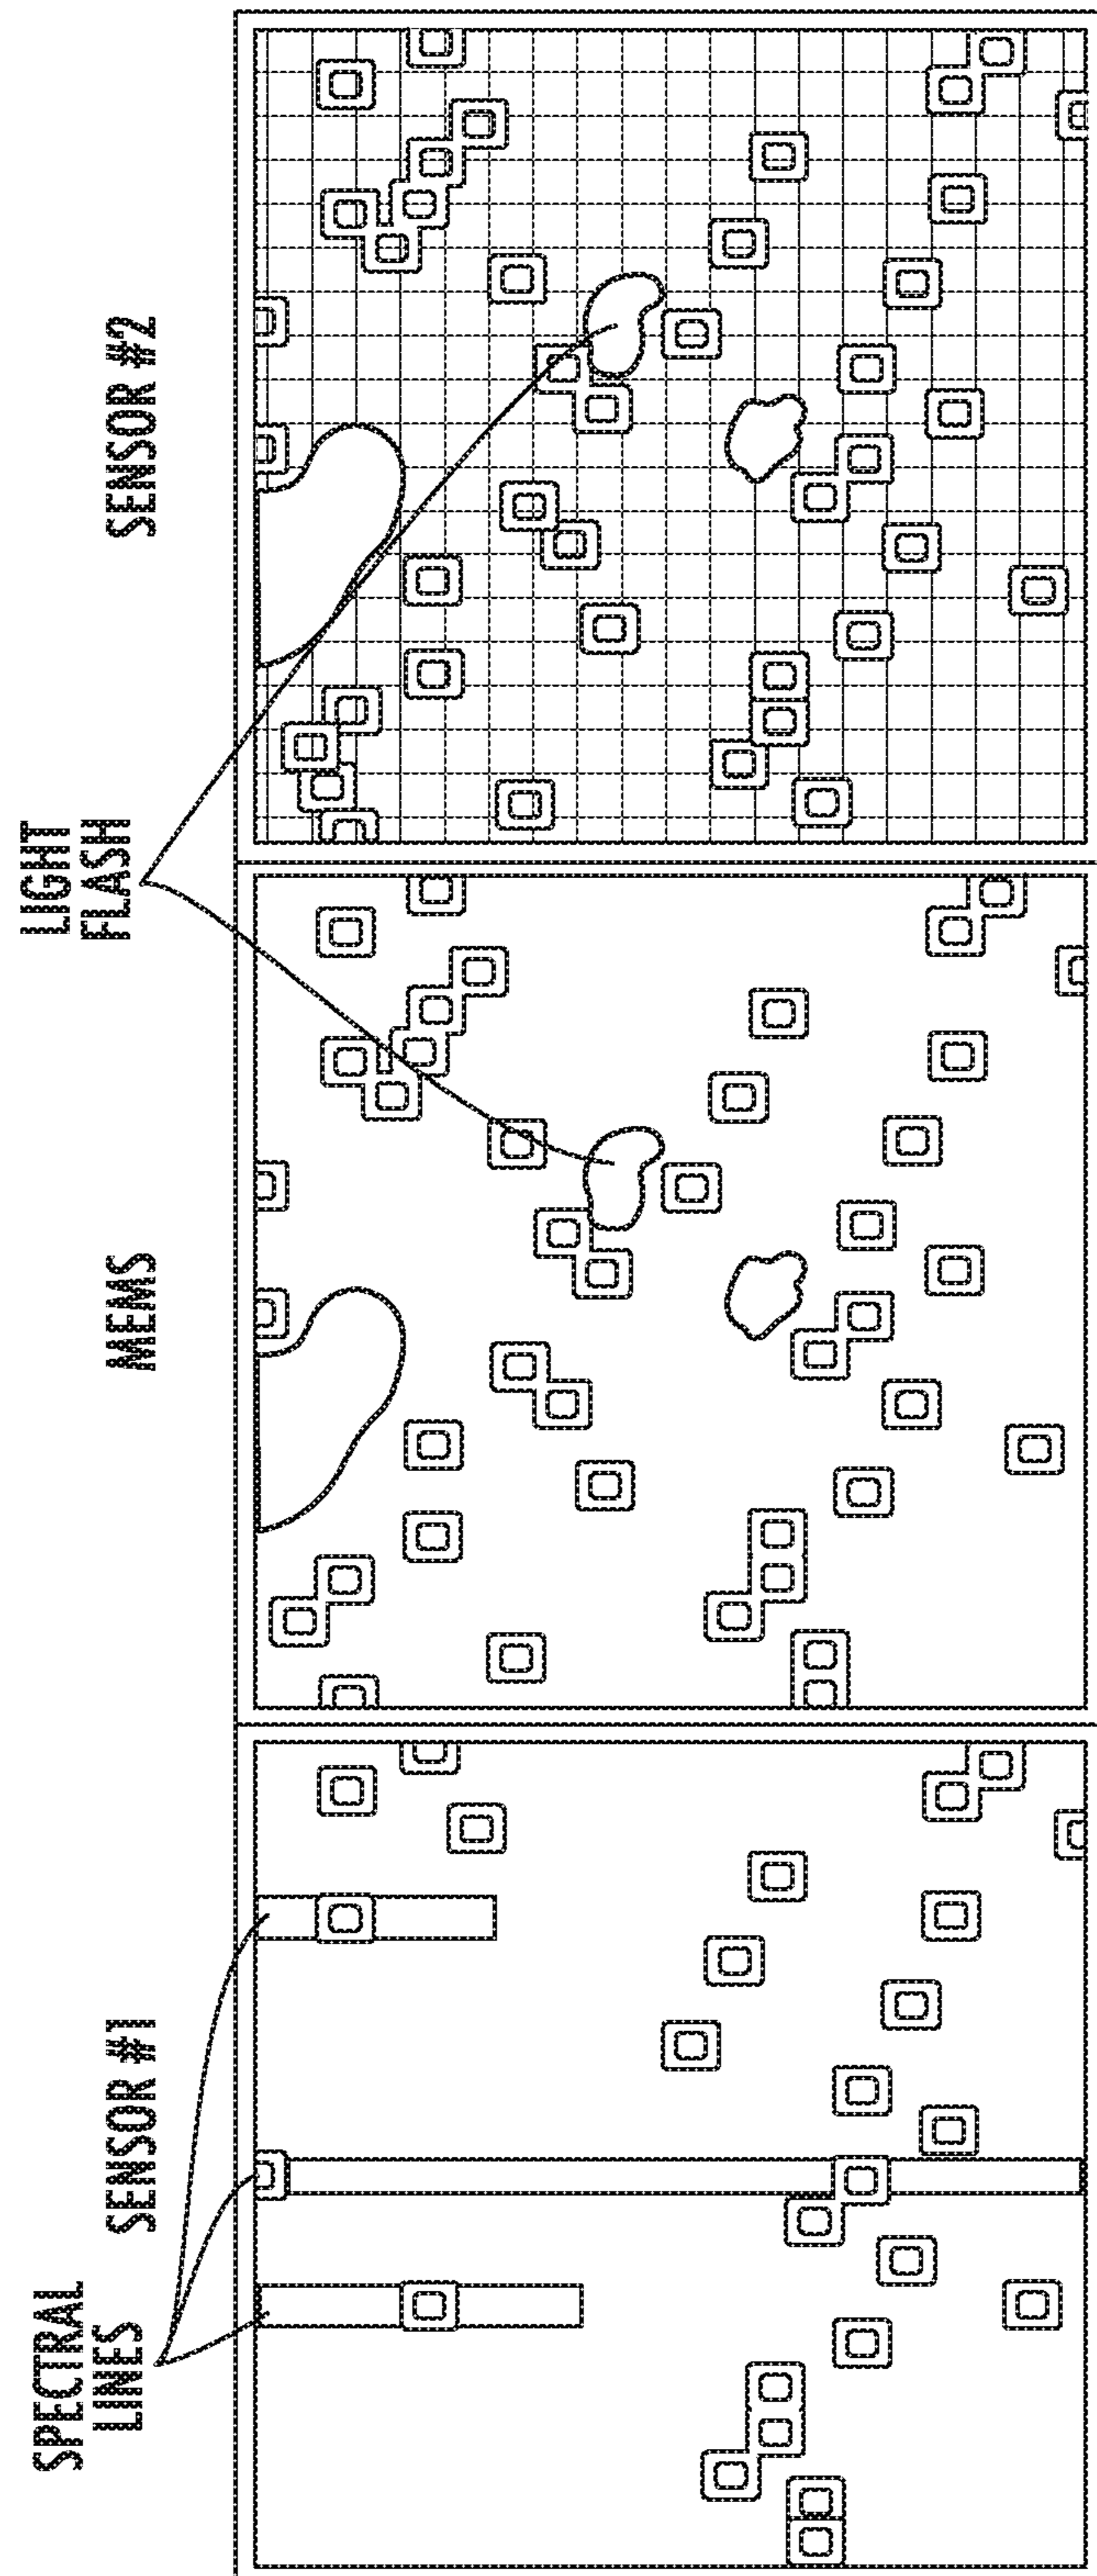 SPECTRAL
LINES
SENSOR #1
MEMS
LIGHT
FLASH
SENSOR #2